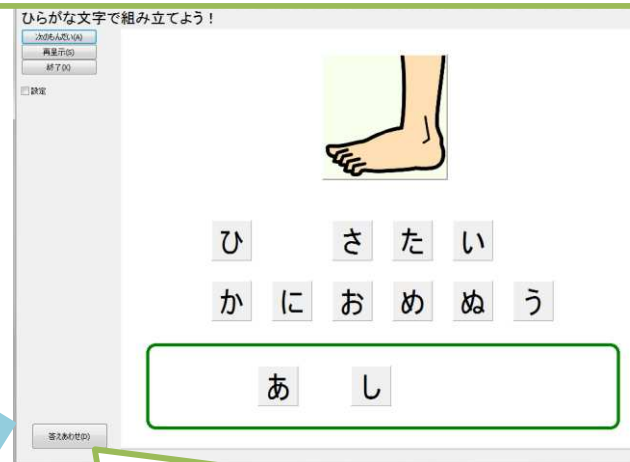 ひらがな文字で組み立てよう！
次のもんだい(A)
再呈示(S)
終了(X)
設定
ひ さ た い
か に お め ぬ う
あ し
答えあわせ(D)